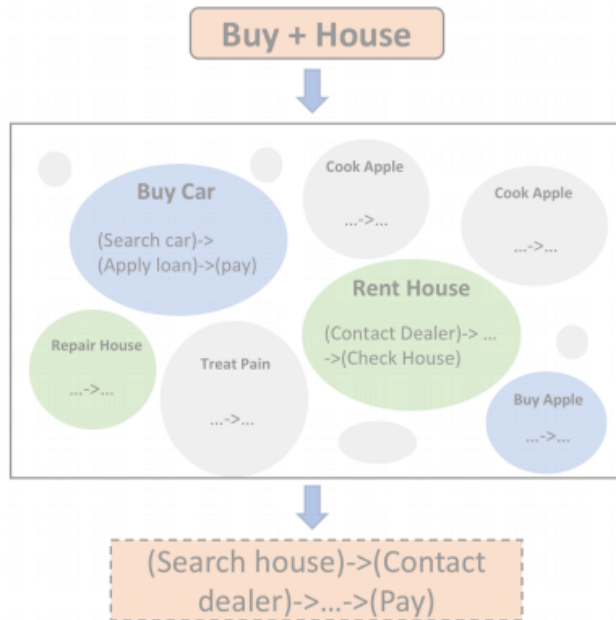 Buy + House
Buy Car
(Search car)->
(Apply loan)->(pay)
Cook Apple
...->...
Cook Apple
...->...
Rent House
(Contact Dealer)-> ...
->(Check House)
Repair House
...->...
Treat Pain
...->...
Buy Apple
...->...
(Search house)->(Contact
dealer)->...->(Pay)